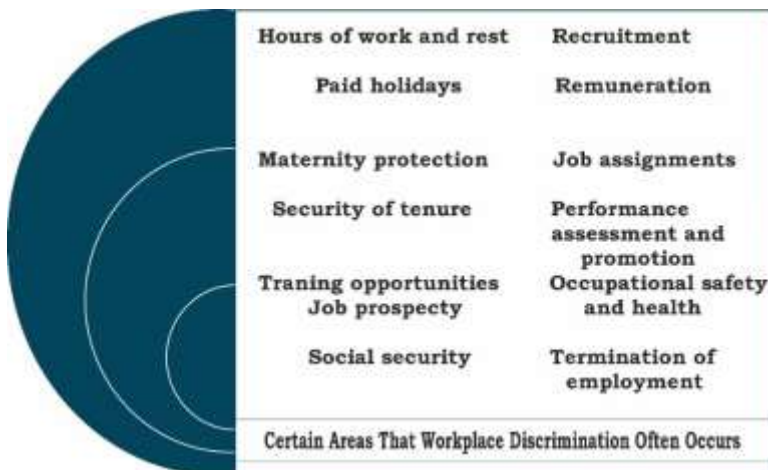 Hours of work and rest
Recruitment
Paid holidays
Remuneration
Maternity protection
Job assignments
Security of tenure
Performance
assessment and
promotion
Traning opportunities
Job prospecty
Occupational safety
and health
Social security
Termination of
employment
Certain Areas That Workplace Discrimination Often Occurs